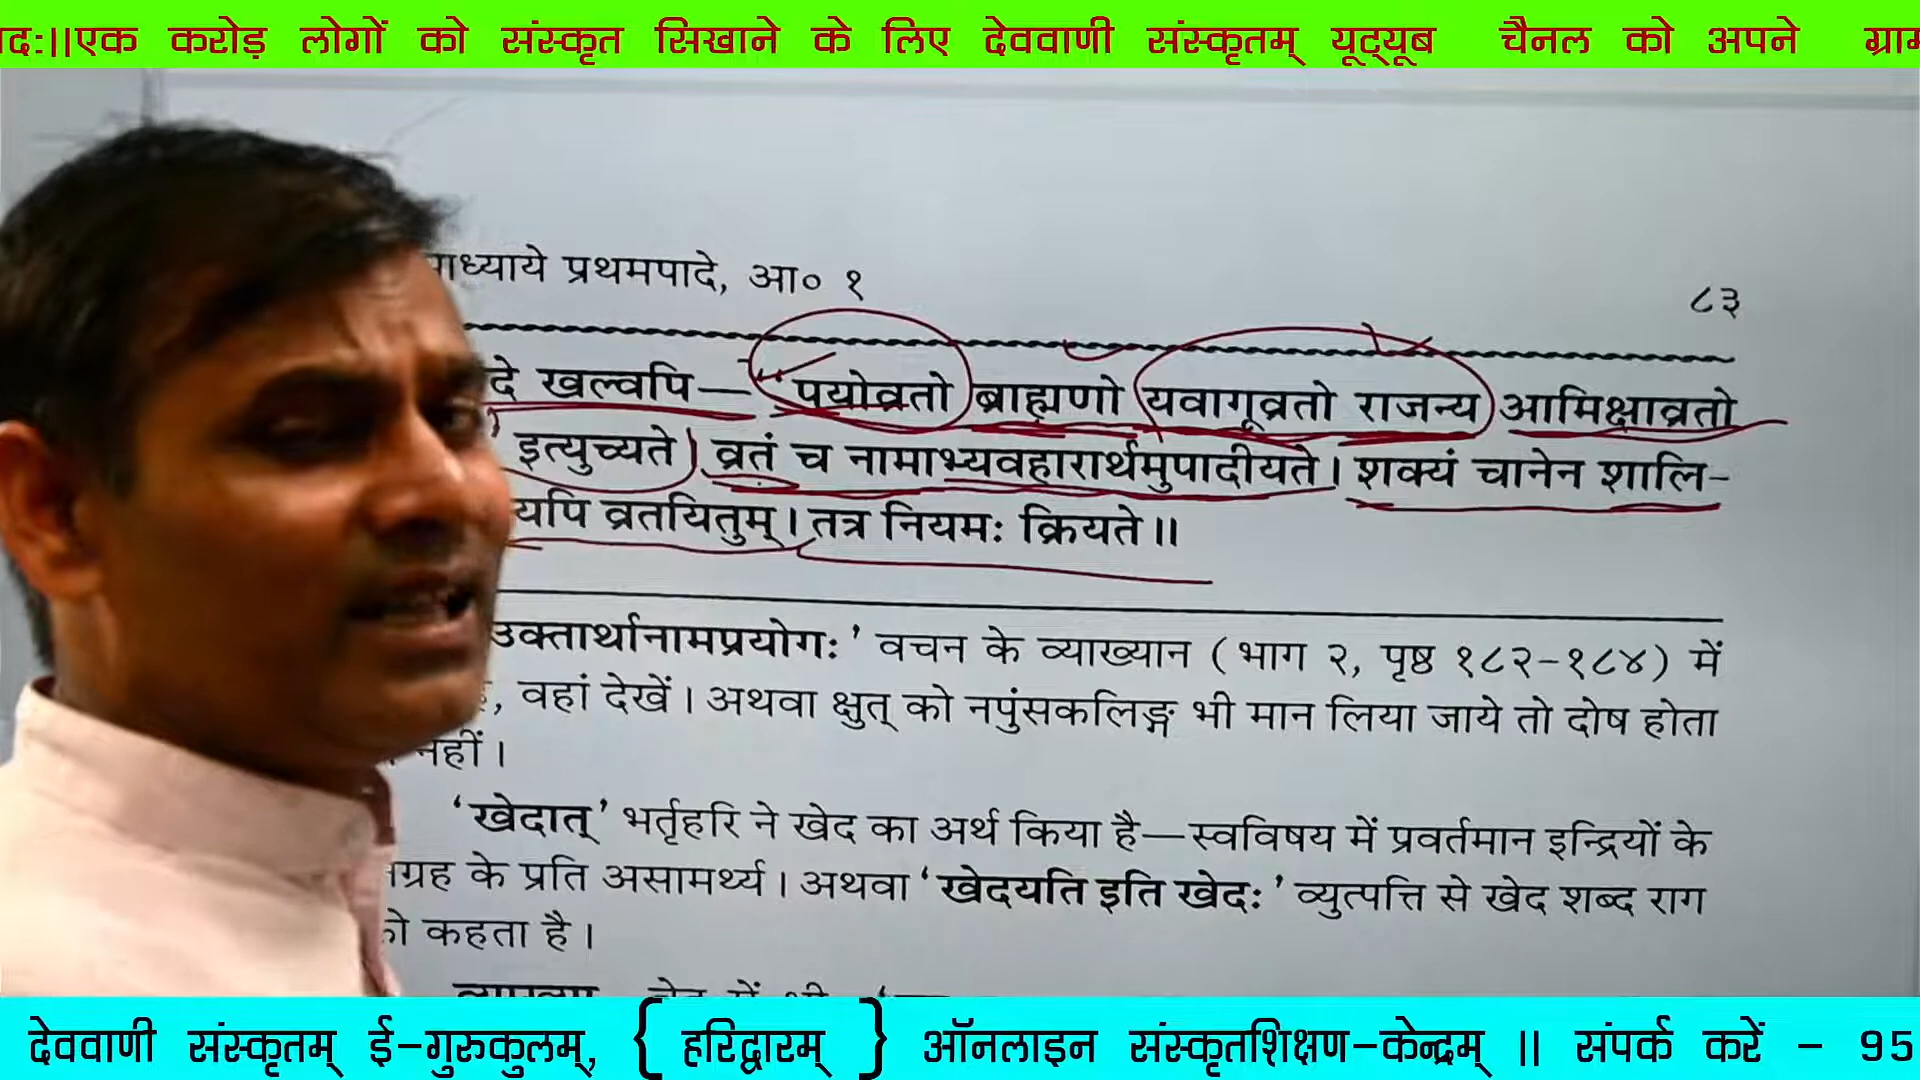 दः।।एक करोड़ लोगों को संस्कृत सिखाने के लिए देववाणी संस्कृतम् यूट्यूब चैनल को अपने ग्राम
ाध्याये प्रथमपादे, आ० १
८३
दे खल्वपि— “पयोव्रतो ब्राह्मणो यवागूव्रतो राजन्य आमिक्षाव्रतो
इत्युच्यते। व्रतं च नामाभ्यवहारार्थमुपादीयते। शक्यं चानेन शालि-
यपि व्रतयितुम्। तत्र नियमः क्रियते॥
उक्तार्थानामप्रयोगः’ वचन के व्याख्यान (भाग २, पृष्ठ १८२-१८४) में
, वहां देखें। अथवा क्षुत् को नपुंसकलिङ्ग भी मान लिया जाये तो दोष होता
नहीं।
‘खेदात्’ भर्तृहरि ने खेद का अर्थ किया है—स्वविषय में प्रवर्तमान इन्द्रियों के
ग्रह के प्रति असामर्थ्य। अथवा ‘खेदयति इति खेदः’ व्युत्पत्ति से खेद शब्द राग
को कहता है।
देववाणी संस्कृतम् ई-गुरुकुलम्, { हरिद्वारम् } ऑनलाइन संस्कृतशिक्षण-केन्द्रम् ॥ संपर्क करें - 95